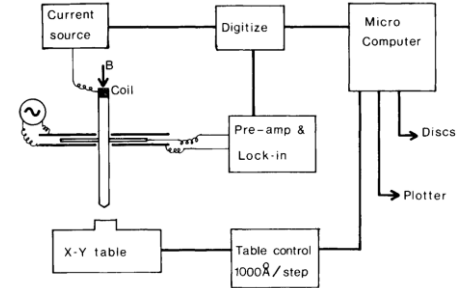 Current
source
Digitize
Micro
Computer
B
Coil
~
Pre-amp &
Lock-in
Discs
Plotter
X-Y table
Table control
1000Å/step